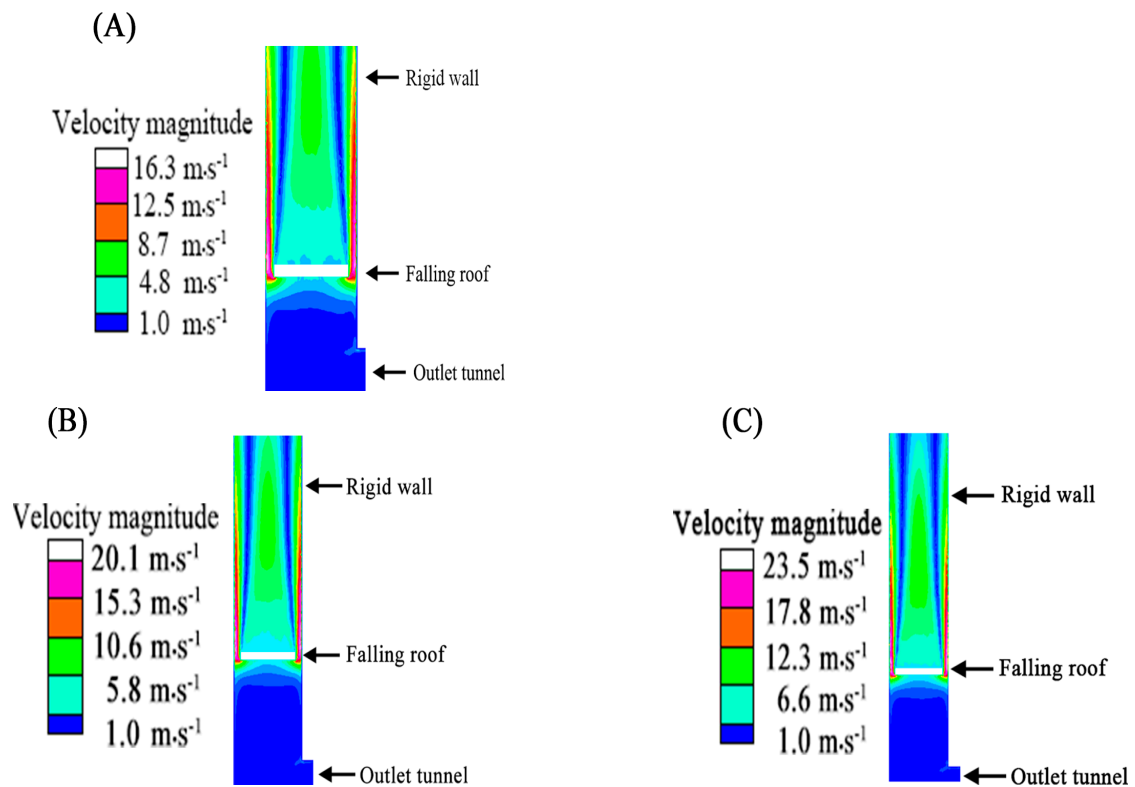 (A)
Rigid wall
Velocity magnitude
16.3 m·s⁻¹
12.5 m·s⁻¹
8.7 m·s⁻¹
4.8 m·s⁻¹
1.0 m·s⁻¹
Falling roof
Outlet tunnel
(B)
Rigid wall
Velocity magnitude
20.1 m·s⁻¹
15.3 m·s⁻¹
10.6 m·s⁻¹
5.8 m·s⁻¹
1.0 m·s⁻¹
Falling roof
Outlet tunnel
(C)
Rigid wall
Velocity magnitude
23.5 m·s⁻¹
17.8 m·s⁻¹
12.3 m·s⁻¹
6.6 m·s⁻¹
1.0 m·s⁻¹
Falling roof
Outlet tunnel